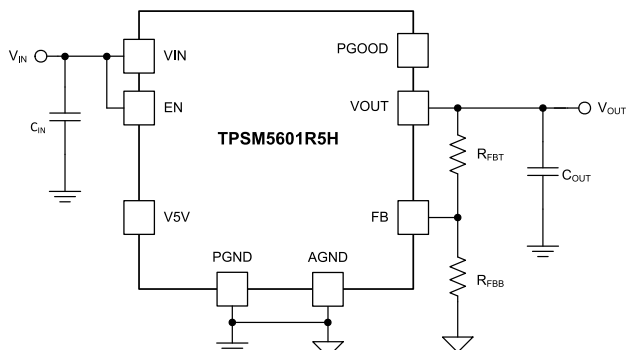 VIN
VIN
PGOOD
EN
VOUT
VOUT
CIN
TPSM5601R5H
RFBT
COUT
V5V
FB
PGND
AGND
RFBB